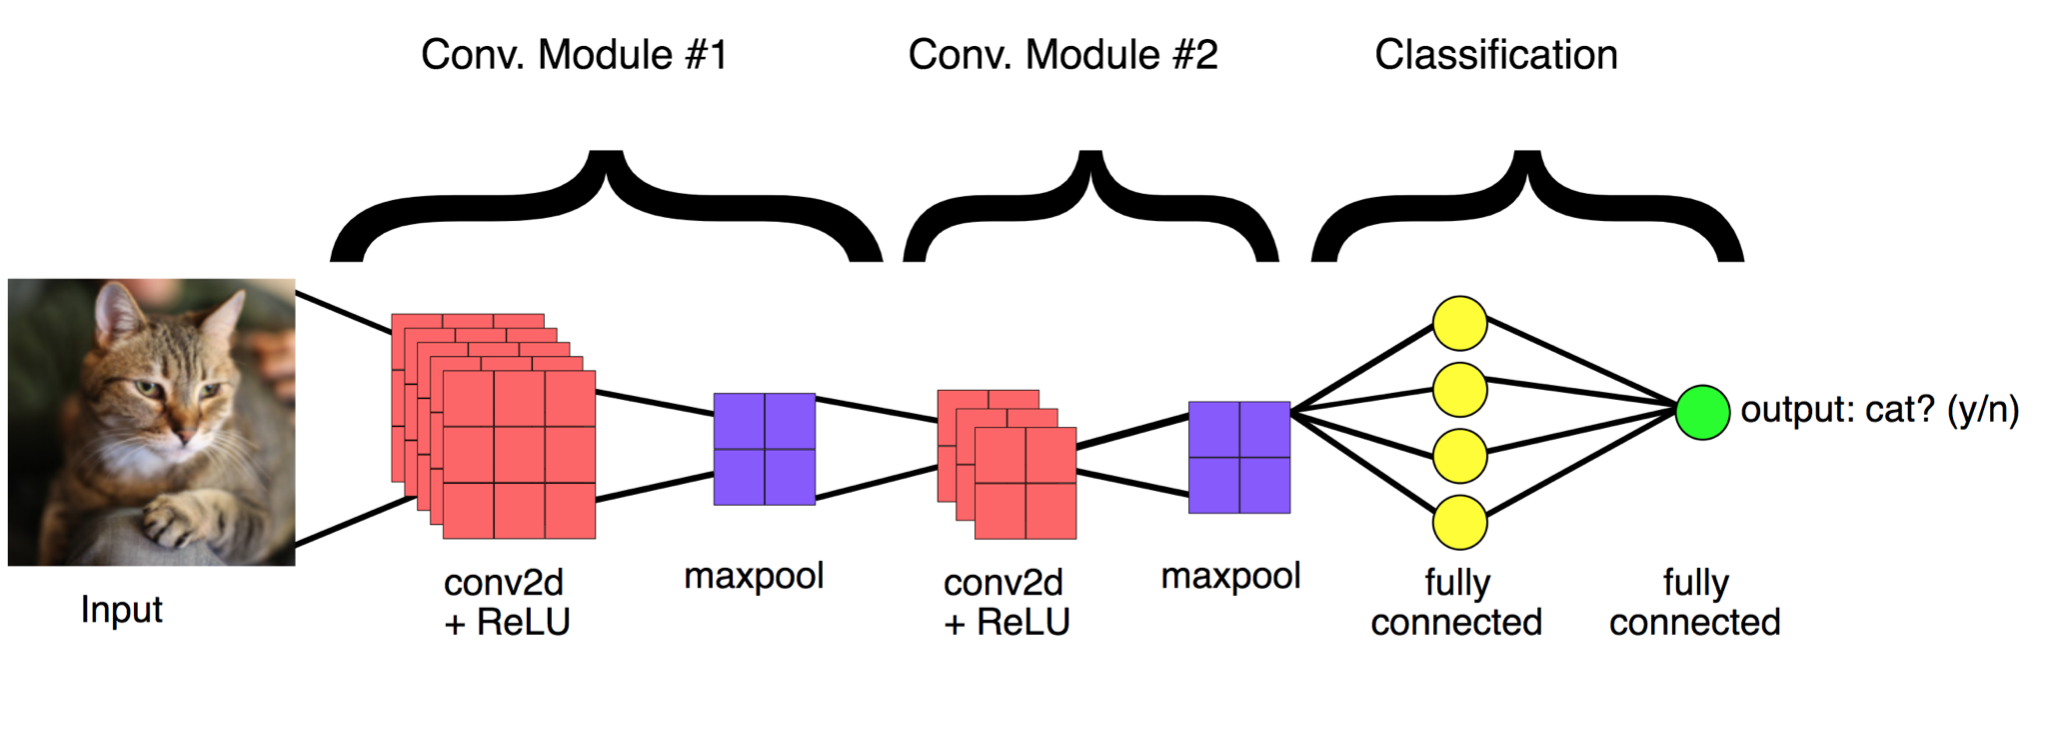 Conv. Module #1
Conv. Module #2
Classification
output: cat? (y/n)
Input
conv2d
+ ReLU
maxpool
conv2d
+ ReLU
maxpool
fully
connected
fully
connected